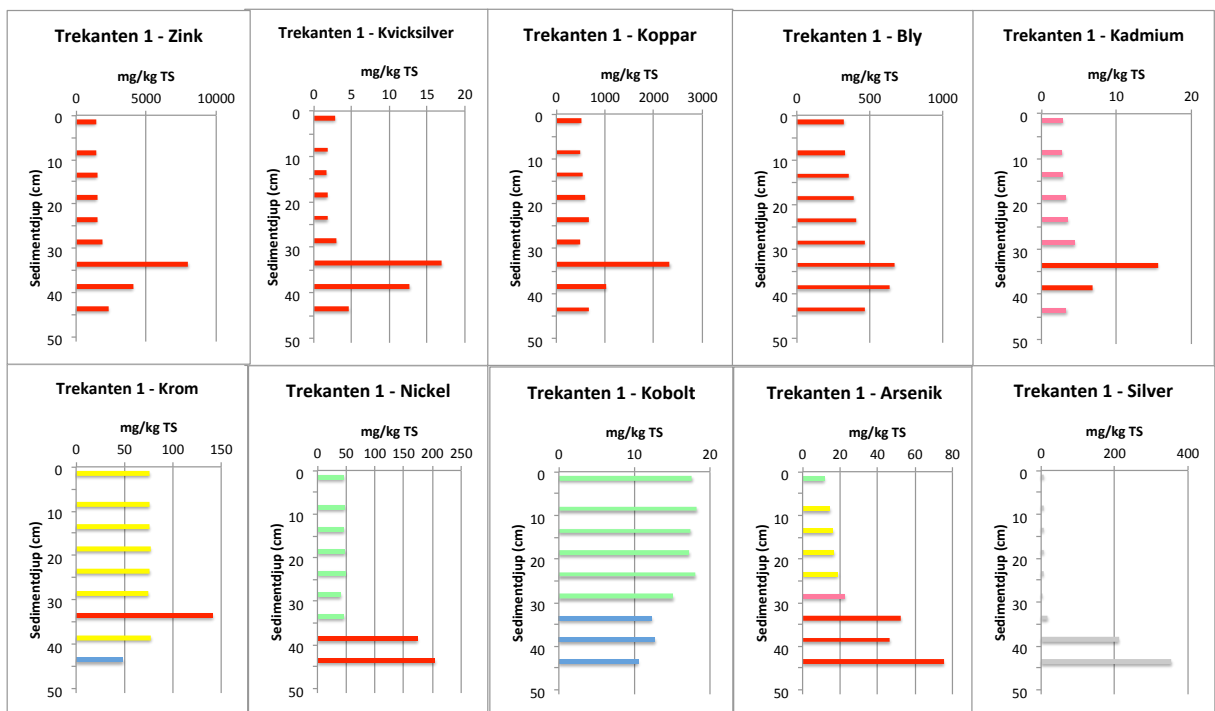 Trekanten 1 - Zink
mg/kg TS
0 5000 10000
0
10
20
30
40
50
Sedimentdjup (cm)
Trekanten 1 - Kvicksilver
mg/kg TS
0 5 10 15 20
0
10
20
30
40
50
Sedimentdjup (cm)
Trekanten 1 - Koppar
mg/kg TS
0 1000 2000 3000
0
10
20
30
40
50
Sedimentdjup (cm)
Trekanten 1 - Bly
mg/kg TS
0 500 1000
0
10
20
30
40
50
Sedimentdjup (cm)
Trekanten 1 - Kadmium
mg/kg TS
0 10 20
0
10
20
30
40
50
Sedimentdjup (cm)
Trekanten 1 - Krom
mg/kg TS
0 50 100 150
0
10
20
30
40
50
Sedimentdjup (cm)
Trekanten 1 - Nickel
mg/kg TS
0 50 100 150 200 250
0
10
20
30
40
50
Sedimentdjup (cm)
Trekanten 1 - Kobolt
mg/kg TS
0 10 20
0
10
20
30
40
50
Sedimentdjup (cm)
Trekanten 1 - Arsenik
mg/kg TS
0 20 40 60 80
0
10
20
30
40
50
Sedimentdjup (cm)
Trekanten 1 - Silver
mg/kg TS
0 200 400
0
10
20
30
40
50
Sedimentdjup (cm)